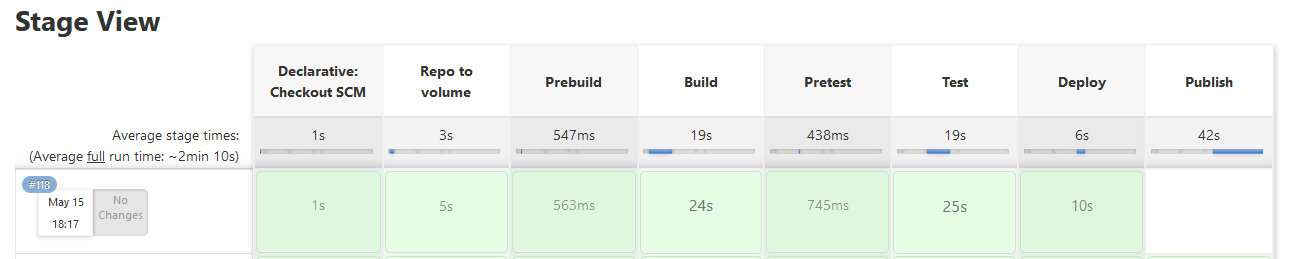 Stage View
Declarative:
Checkout SCM
Repo to
volume
Prebuild
Build
Pretest
Test
Deploy
Publish
Average stage times:
(Average full run time: ~2min 10s)
1s
3s
547ms
19s
438ms
19s
6s
42s
#118
May 15
18:17
No
Changes
1s
5s
563ms
24s
745ms
25s
10s